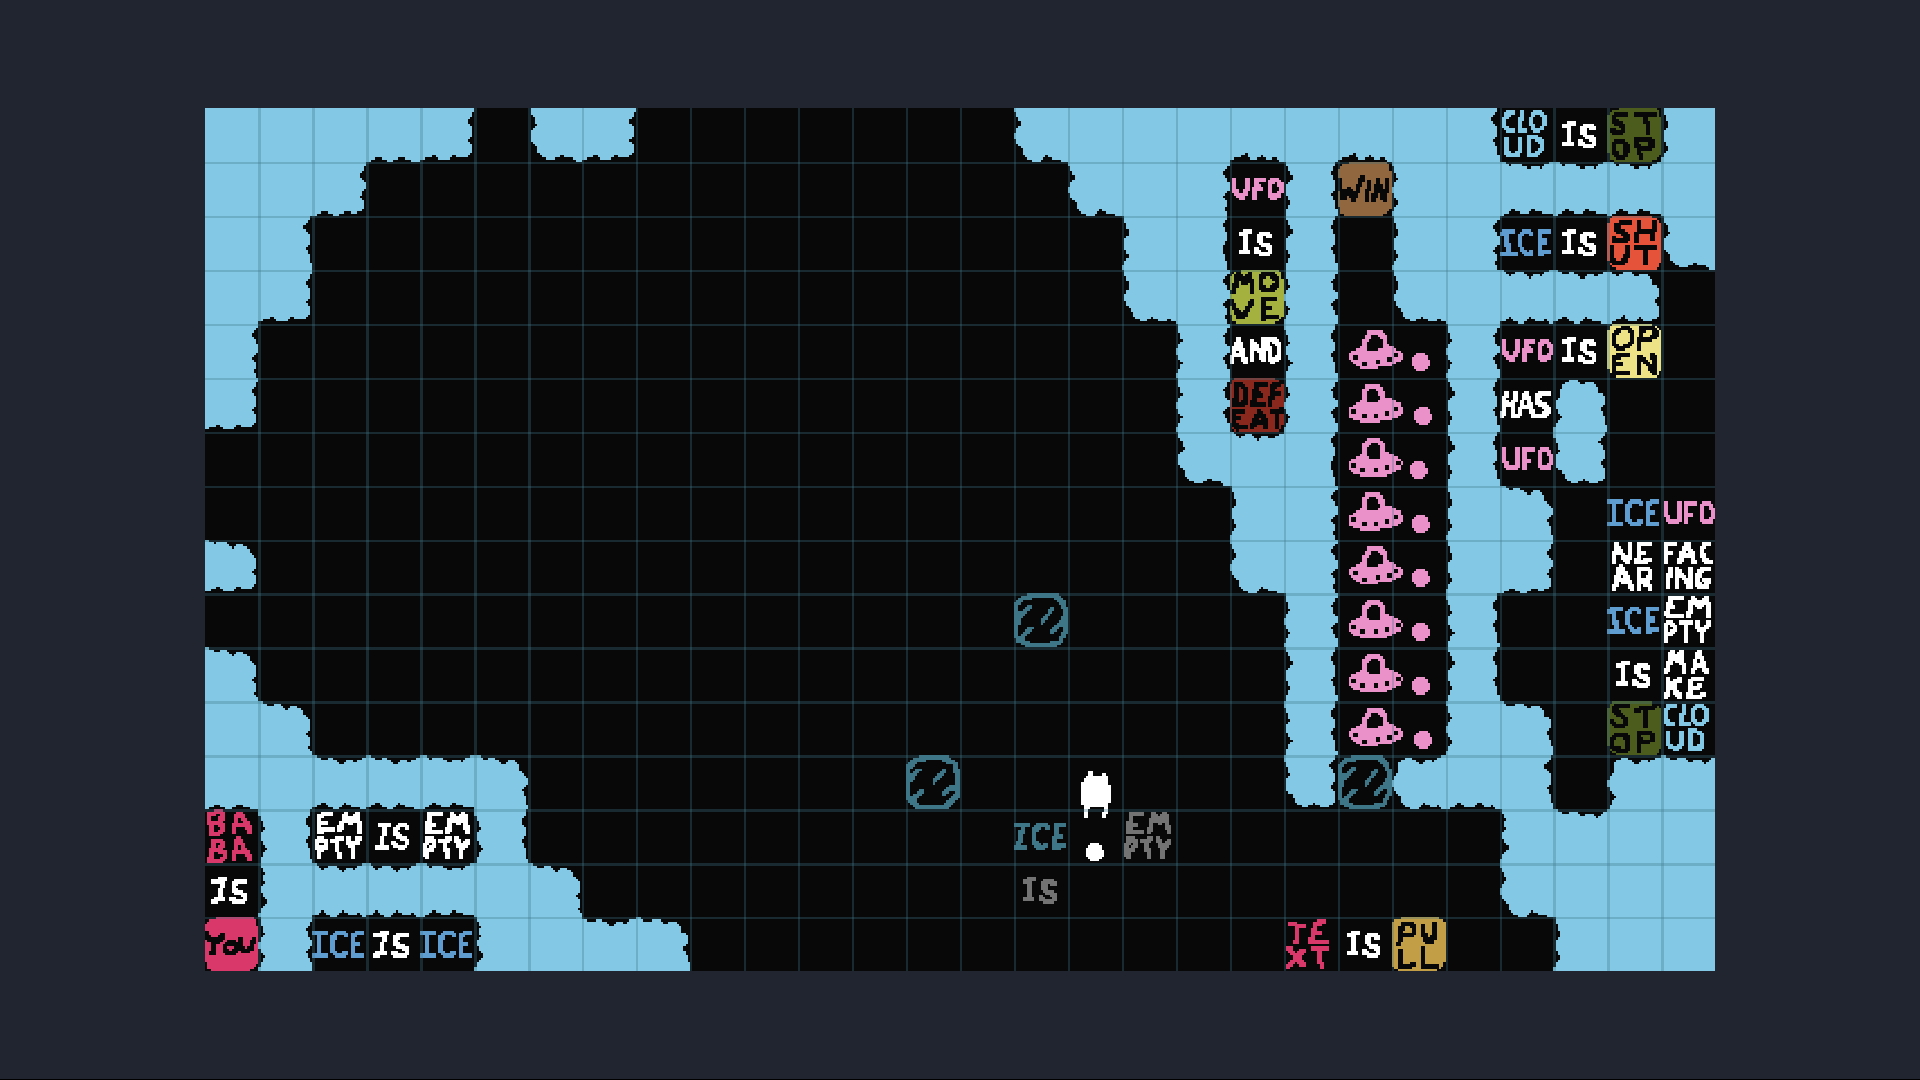 CLOUD IS STOP
UFO WIN
IS ICE IS SHUT
MOVE
AND UFO IS OPEN
DEFEAT HAS
UFO
ICE UFO
NEAR FACING
ICE EMPTY
IS MAKE
STOP CLOUD
BABA EMPTY IS EMPTY ICE EMPTY
IS IS
YOU ICE IS ICE TEXT IS PULL